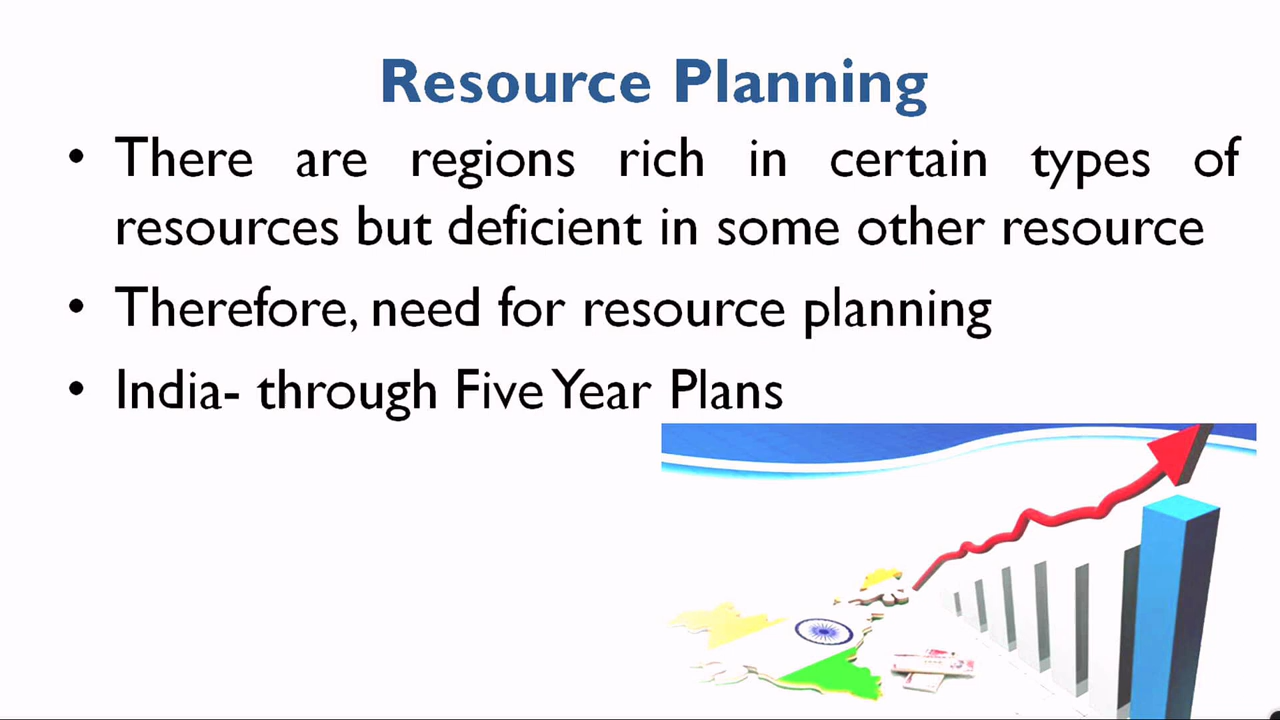 Resource Planning
• There are regions rich in certain types of
resources but deficient in some other resource
• Therefore, need for resource planning
• India- through Five Year Plans